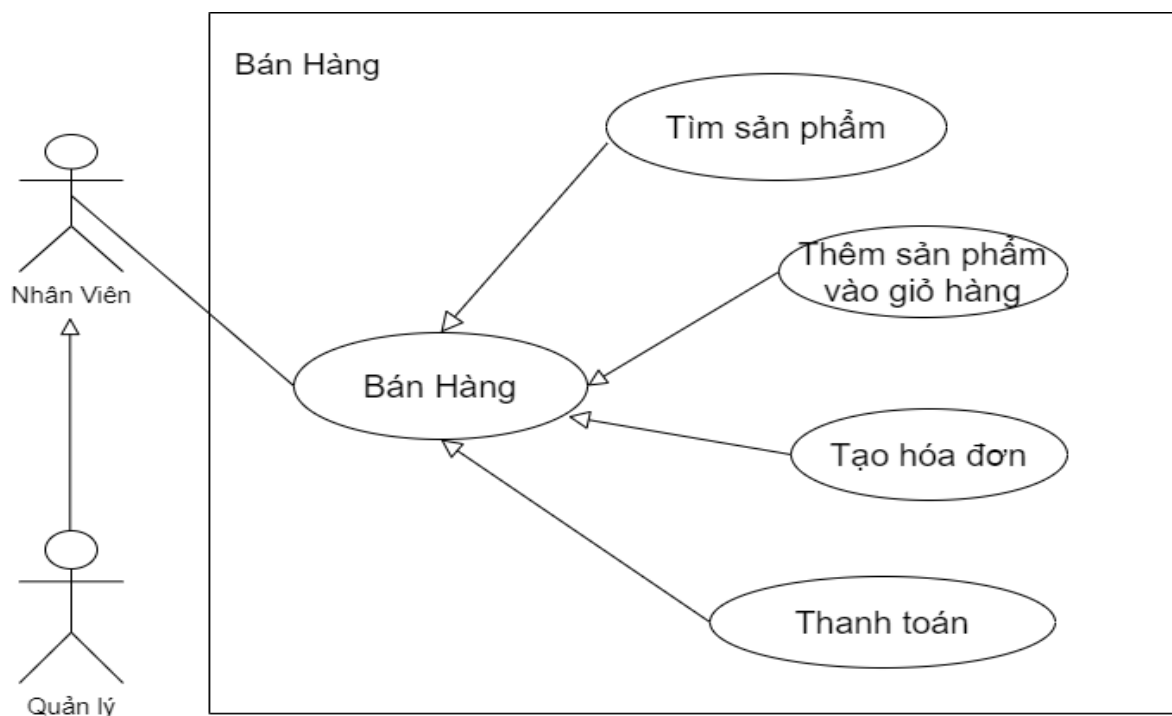 Bán Hàng
Tìm sản phẩm
Thêm sản phẩm
vào giỏ hàng
Nhân Viên
Bán Hàng
Tạo hóa đơn
Thanh toán
Quản lý